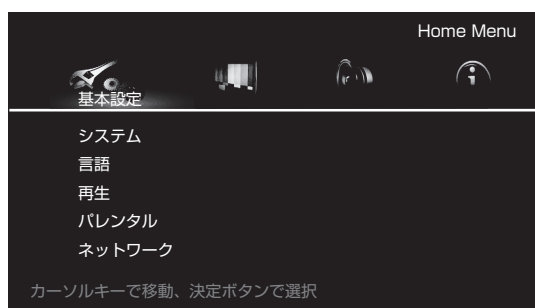 Home Menu
基本設定
システム
言語
再生
パレンタル
ネットワーク
カーソルキーで移動、決定ボタンで選択